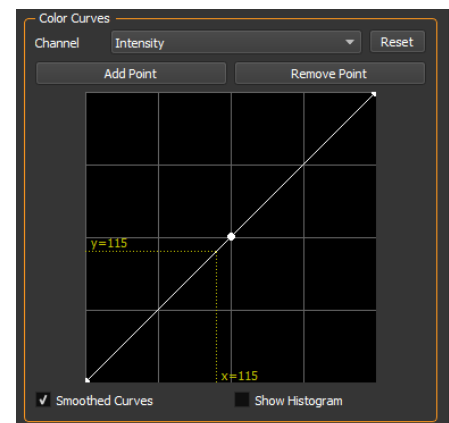 Color Curves
Channel Intensity Reset
Add Point Remove Point
y=115
x=115
Smoothed Curves Show Histogram